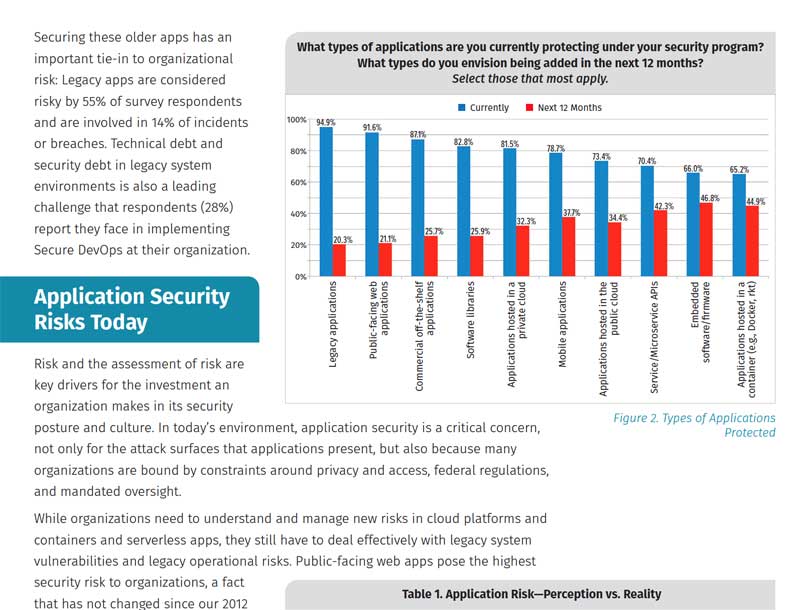 Securing these older apps has an
important tie-in to organizational
risk: Legacy apps are considered
risky by 55% of survey respondents
and are involved in 14% of incidents
or breaches. Technical debt and
security debt in legacy system
environments is also a leading
challenge that respondents (28%)
report they face in implementing
Secure DevOps at their organization.
What types of applications are you currently protecting under your security program?
What types do you envision being added in the next 12 months?
Select those that most apply.
Currently
Next 12 Months
100%
80%
60%
40%
20%
0%
94.9%
20.3%
91.6%
21.1%
87.1%
25.7%
82.8%
25.9%
81.5%
32.3%
78.7%
37.7%
73.4%
34.4%
70.4%
42.3%
66.0%
46.8%
65.2%
44.9%
Legacy applications
Public-facing web
applications
Commercial off-the-shelf
applications
Software libraries
Applications hosted in a
private cloud
Mobile applications
Applications hosted in the
public cloud
Service/Microservice APIs
Embedded
software/firmware
Applications hosted in a
container (e.g., Docker, rkt)
Figure 2. Types of Applications
Protected
Application Security
Risks Today
Risk and the assessment of risk are
key drivers for the investment an
organization makes in its security
posture and culture. In today’s environment, application security is a critical concern,
not only for the attack surfaces that applications present, but also because many
organizations are bound by constraints around privacy and access, federal regulations,
and mandated oversight.
While organizations need to understand and manage new risks in cloud platforms and
containers and serverless apps, they still have to deal effectively with legacy system
vulnerabilities and legacy operational risks. Public-facing web apps pose the highest
security risk to organizations, a fact
that has not changed since our 2012
Table 1. Application Risk—Perception vs. Reality